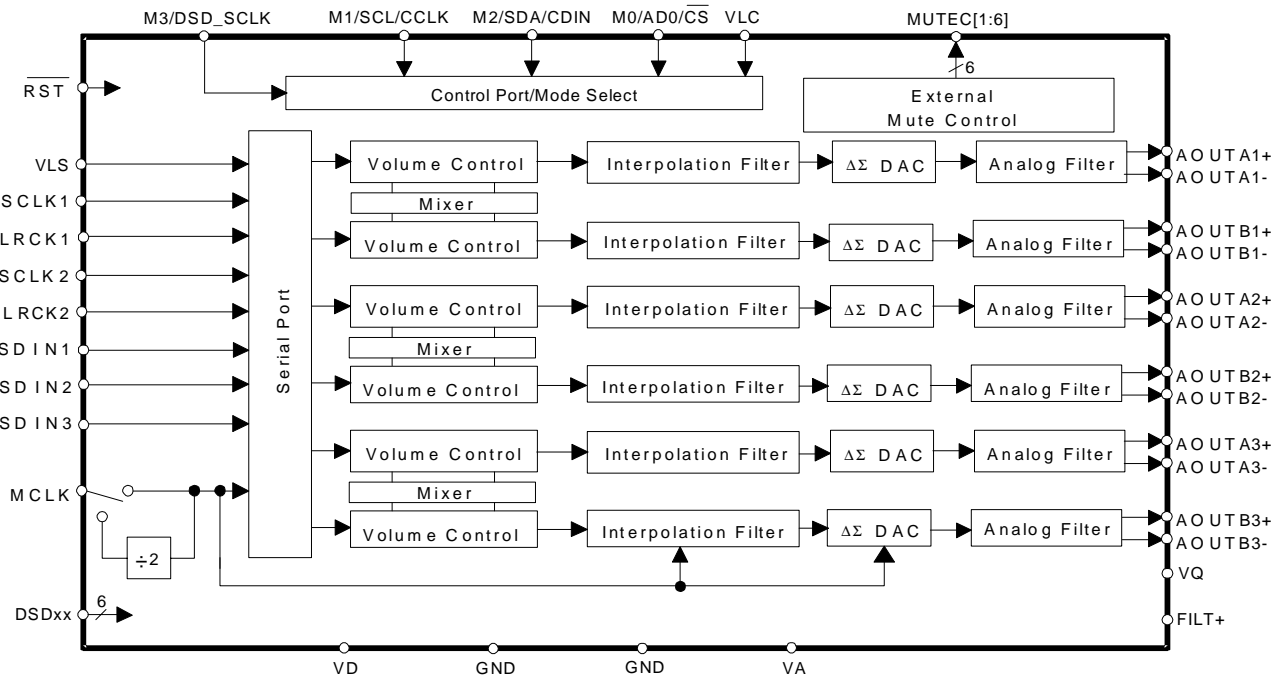 M3/DSD_SCLK
M1/SCL/CCLK
M2/SDA/CDIN
M0/AD0/CS
VLC
MUTEC[1:6]
RST
Control Port/Mode Select
6
External
Mute Control
VLS
SCLK1
LRCK1
SCLK2
LRCK2
SDIN1
SDIN2
SDIN3
MCLK
÷2
DSDxx
6
Serial Port
Volume Control
Interpolation Filter
ΔΣ DAC
Analog Filter
AOUTA1+
AOUTA1-
Mixer
Volume Control
Interpolation Filter
ΔΣ DAC
Analog Filter
AOUTB1+
AOUTB1-
Volume Control
Interpolation Filter
ΔΣ DAC
Analog Filter
AOUTA2+
AOUTA2-
Mixer
Volume Control
Interpolation Filter
ΔΣ DAC
Analog Filter
AOUTB2+
AOUTB2-
Volume Control
Interpolation Filter
ΔΣ DAC
Analog Filter
AOUTA3+
AOUTA3-
Mixer
Volume Control
Interpolation Filter
ΔΣ DAC
Analog Filter
AOUTB3+
AOUTB3-
VQ
FILT+
VD
GND
GND
VA